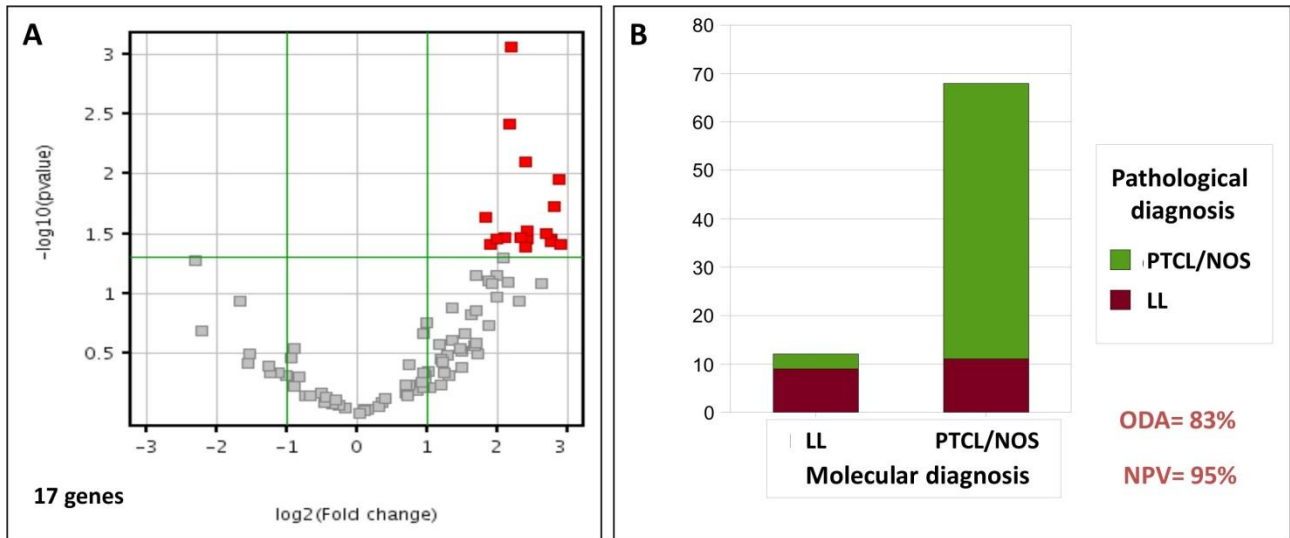 A
3
2.5
2
1.5
1
0.5
-log10(pvalue)
-3 -2 -1 0 1 2 3
17 genes
log2(Fold change)
B
80
70
60
50
40
30
20
10
0
LL PTCL/NOS
Molecular diagnosis
Pathological
diagnosis
PTCL/NOS
LL
ODA= 83%
NPV= 95%